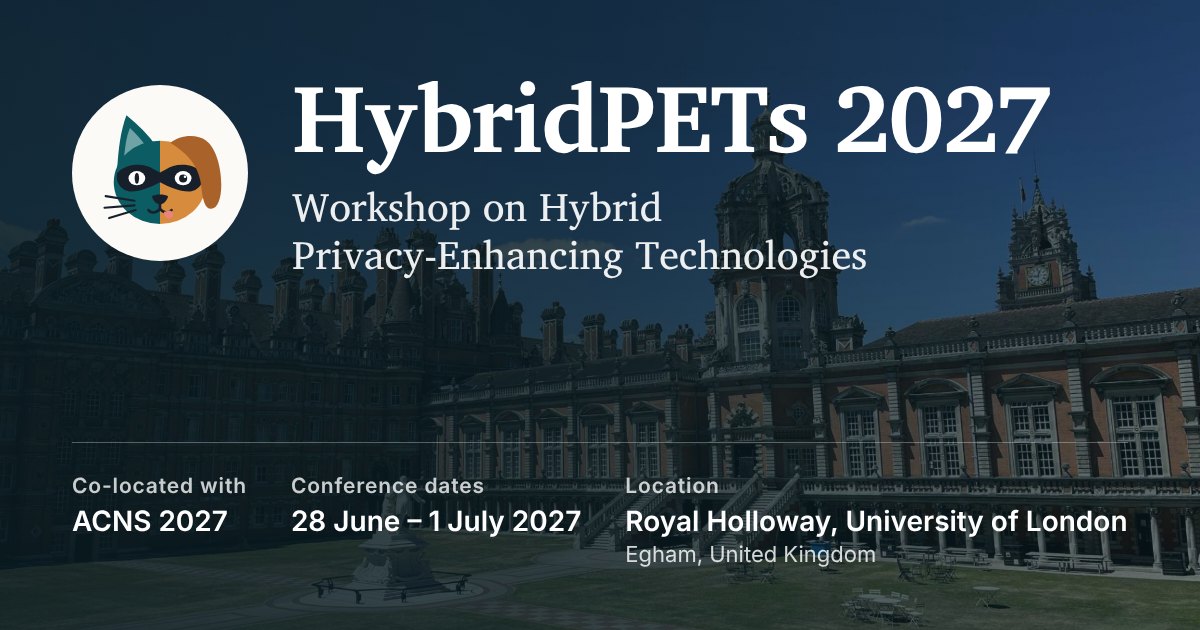 HybridPETs 2027
Workshop on Hybrid
Privacy-Enhancing Technologies
Co-located with
ACNS 2027
Conference dates
28 June – 1 July 2027
Location
Royal Holloway, University of London
Egham, United Kingdom